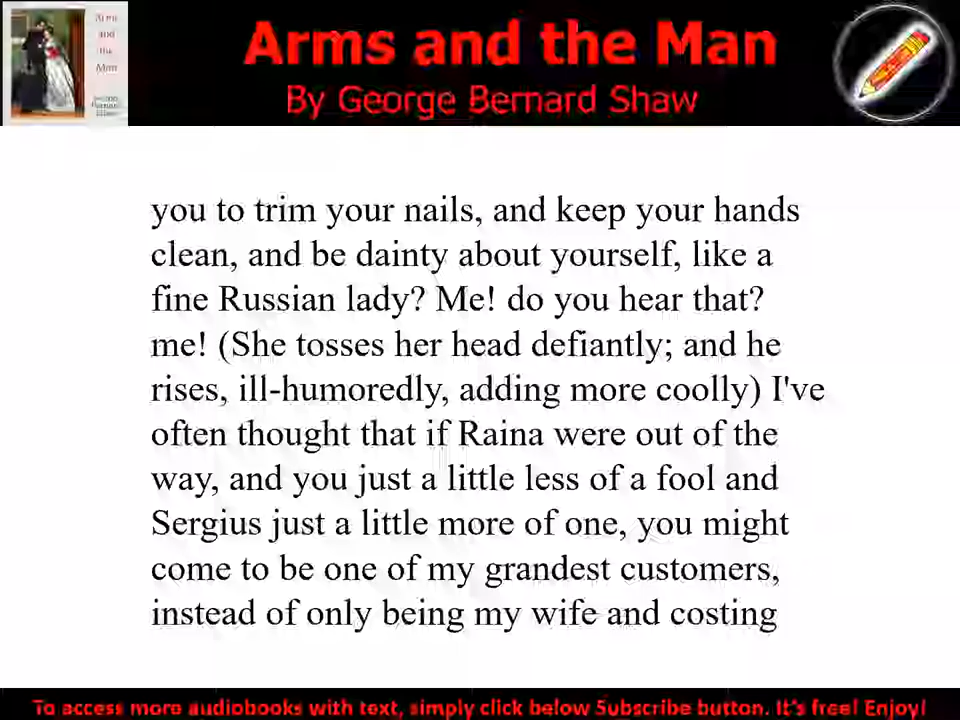 Arms and the Man
By George Bernard Shaw
Arms
and
the
Man
you to trim your nails, and keep your hands
clean, and be dainty about yourself, like a
fine Russian lady? Me! do you hear that?
me! (She tosses her head defiantly; and he
rises, ill-humoredly, adding more coolly) I've
often thought that if Raina were out of the
way, and you just a little less of a fool and
Sergius just a little more of one, you might
come to be one of my grandest customers,
instead of only being my wife and costing
To access more audiobooks with text, simply click below Subscribe button. It's free! Enjoy!